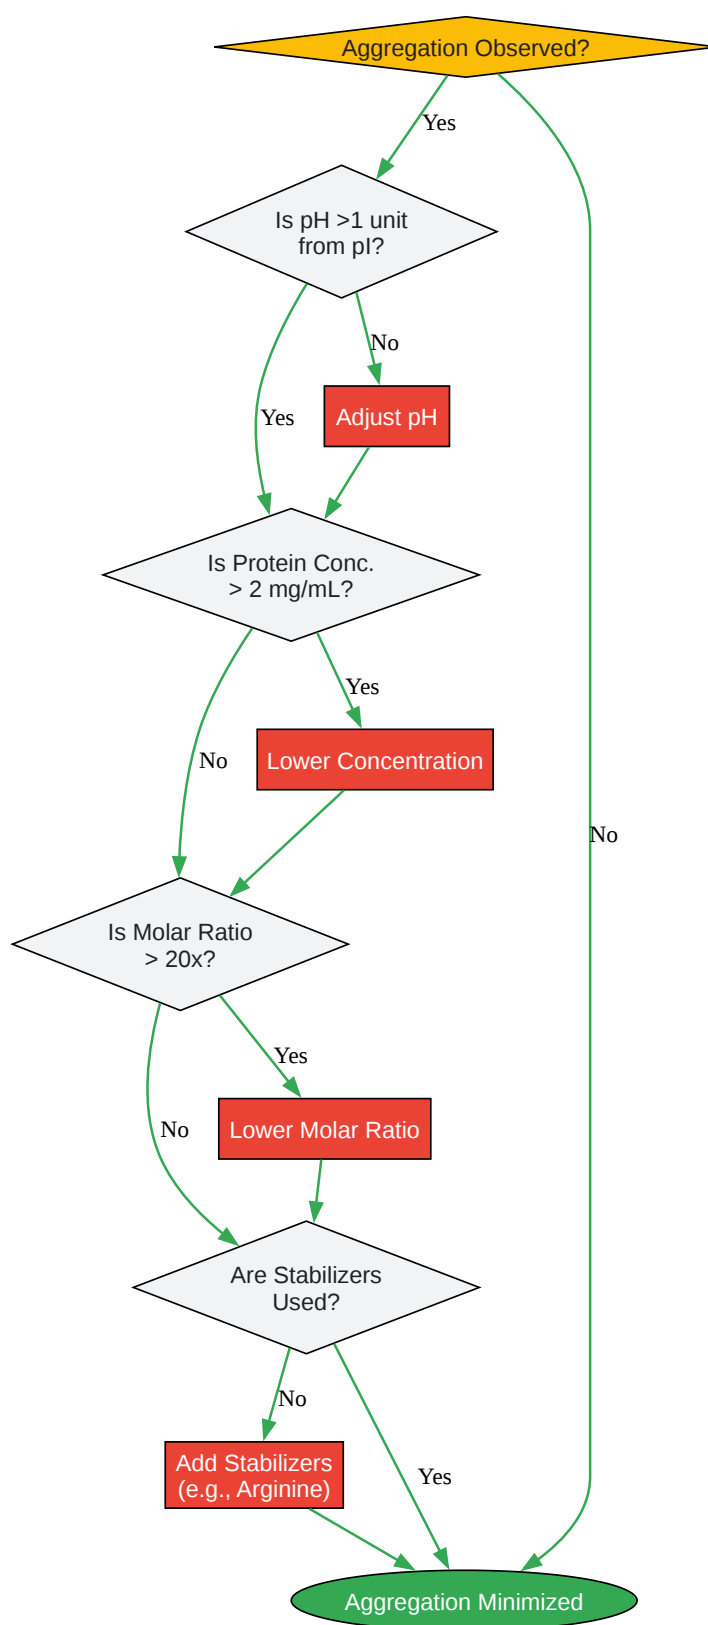 Aggregation Observed?
Yes
Is pH >1 unit
from pI?
No
Yes
Adjust pH
Is Protein Conc.
> 2 mg/mL?
Yes
No
Lower Concentration
No
Is Molar Ratio
> 20x?
Yes
No
Lower Molar Ratio
Are Stabilizers
Used?
No
Yes
Add Stabilizers
(e.g., Arginine)
Aggregation Minimized